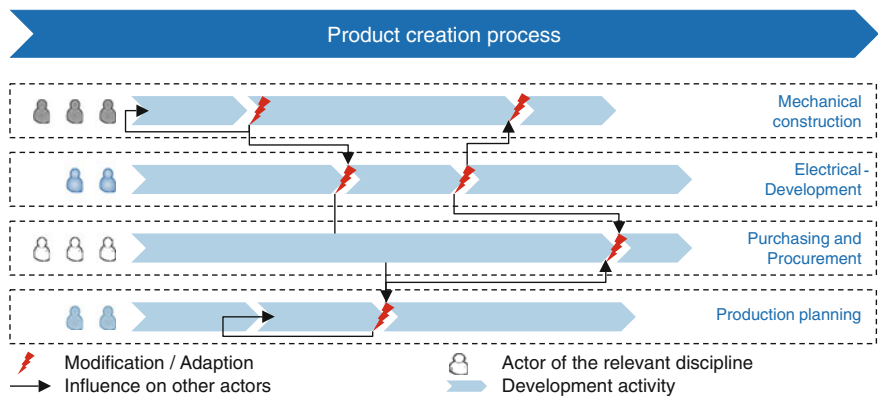 Product creation process
Mechanical
construction
Electrical-
Development
Purchasing and
Procurement
Production planning
Modification / Adaption
Actor of the relevant discipline
Influence on other actors
Development activity